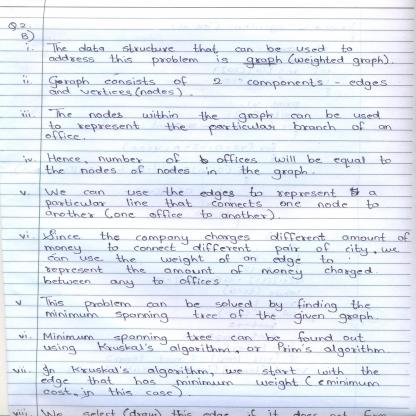 Q2.
B)
i. The data structure that can be used to
address this problem is graph (weighted graph).
ii. Graph consists of 2 components - edges
and vertices (nodes).
iii. The nodes within the graph can be used
to represent the particular branch of an
office.
iv. Hence, number of offices will be equal to
the nodes of nodes in the graph.
v. We can use the edges to represent a
particular line that connects one node to
another (one office to another).
vi. Since the company charges different amount of
money to connect different pair of city, we
can use the weight of an edge to
represent the amount of money charged
between any to offices.
v This problem can be solved by finding the
minimum spanning tree of the given graph.
vi. Minimum spanning tree can be found out
using Kruskal's algorithm, or Prim's algorithm.
vii. In Kruskal's algorithm, we start with the
edge that has minimum weight (minimum
cost, in this case).
viii. We select (draw) this edge if it does not form